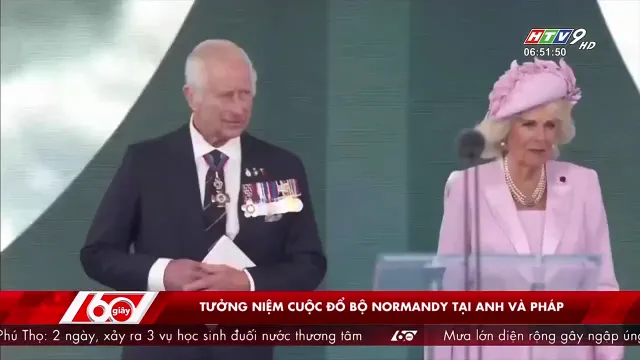 HTV9 HD
06:51:50
60 giây
TƯỞNG NIỆM CUỘC ĐỔ BỘ NORMANDY TẠI ANH VÀ PHÁP
Phú Thọ: 2 ngày, xảy ra 3 vụ học sinh đuối nước thương tâm 60 Mưa lớn diện rộng gây ngập úng